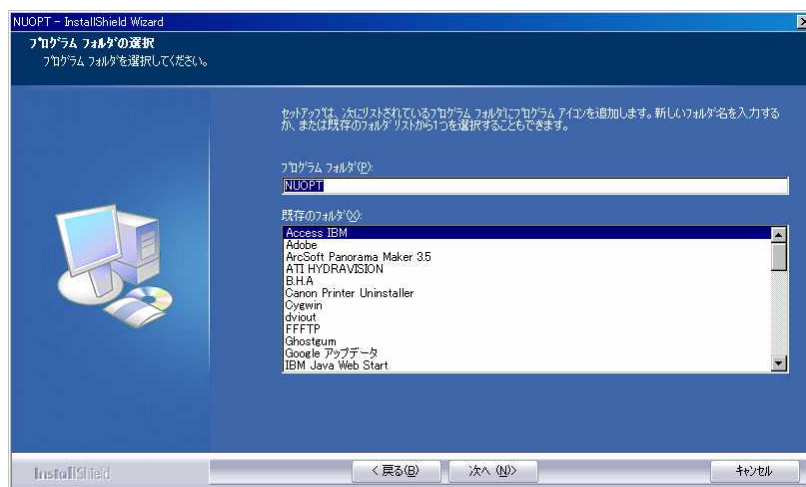 NUOPT - InstallShield Wizard
プログラム フォルダの選択
プログラム フォルダを選択してください。
セットアップは、次にリストされているプログラム フォルダにプログラム アイコンを追加します。新しいフォルダ名を入力する
か、または既存のフォルダ リストから1つを選択することもできます。
プログラム フォルダ(P):
NUOPT
既存のフォルダ(X):
Access IBM
Adobe
ArcSoft Panorama Maker 3.5
ATI HYDRAVISION
B.H.A
Canon Printer Uninstaller
Cygwin
dviout
FFFTP
Ghostgum
Google アップデータ
IBM Java Web Start
InstallShield
< 戻る(B)
次へ (N)>
キャンセル